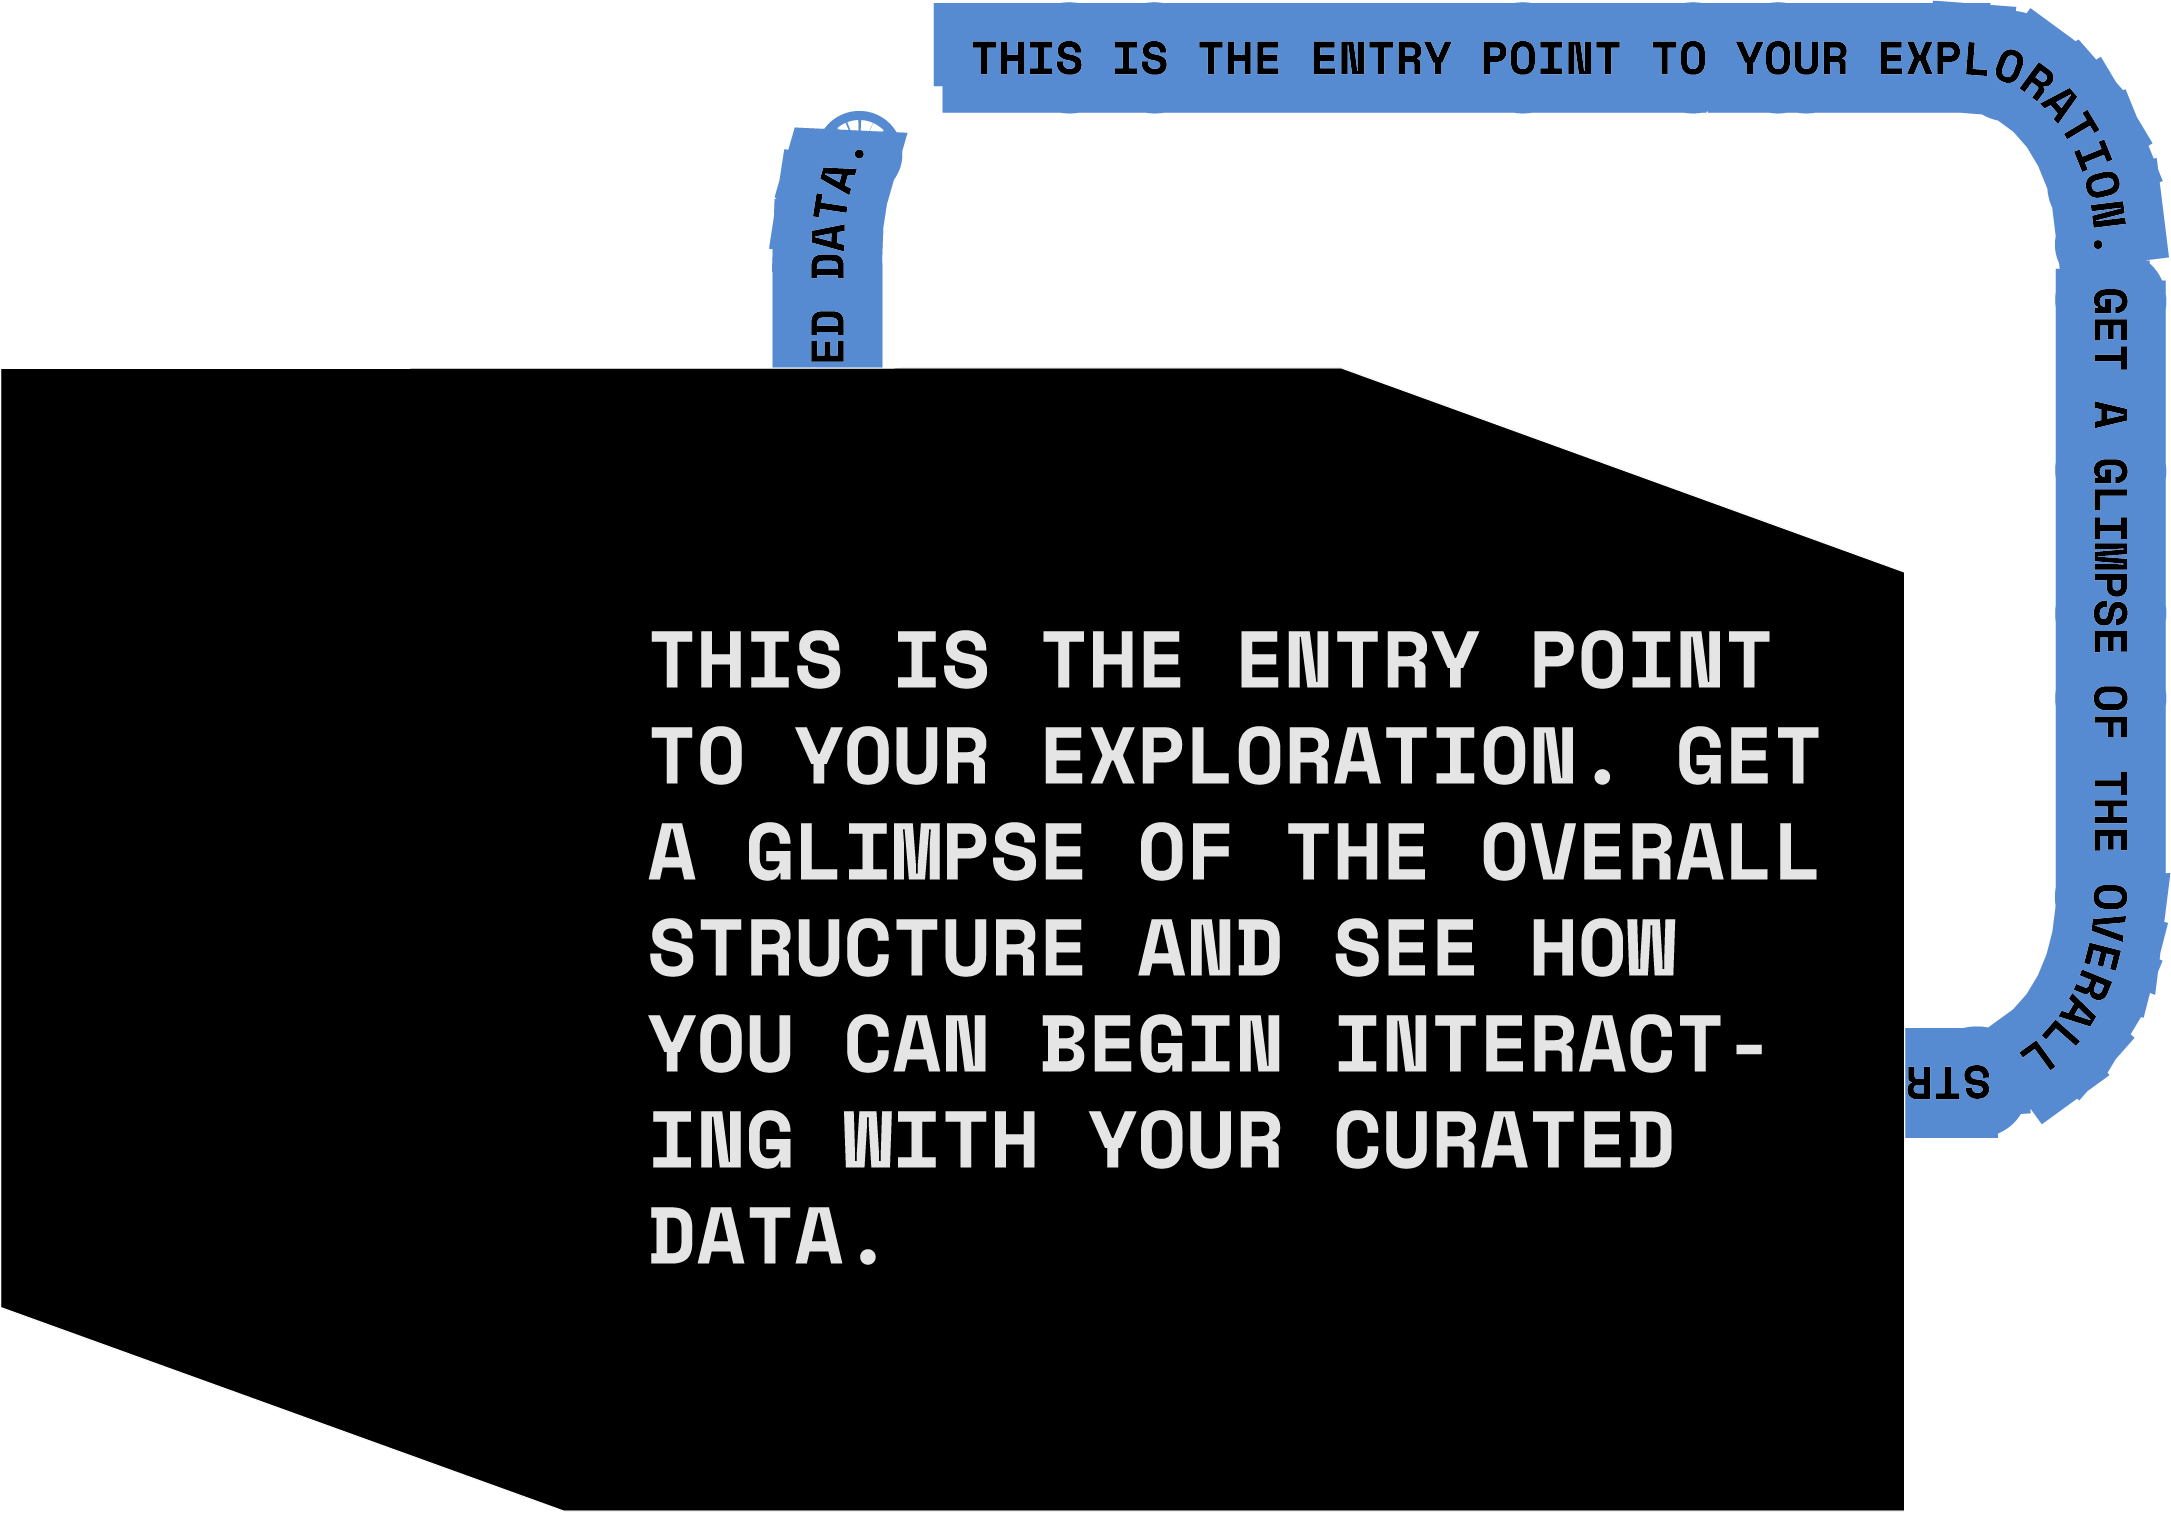 THIS IS THE ENTRY POINT TO YOUR EXPLORATION. GET A GLIMPSE OF THE OVERALL STR
ED DATA.
THIS IS THE ENTRY POINT
TO YOUR EXPLORATION. GET
A GLIMPSE OF THE OVERALL
STRUCTURE AND SEE HOW
YOU CAN BEGIN INTERACT-
ING WITH YOUR CURATED
DATA.